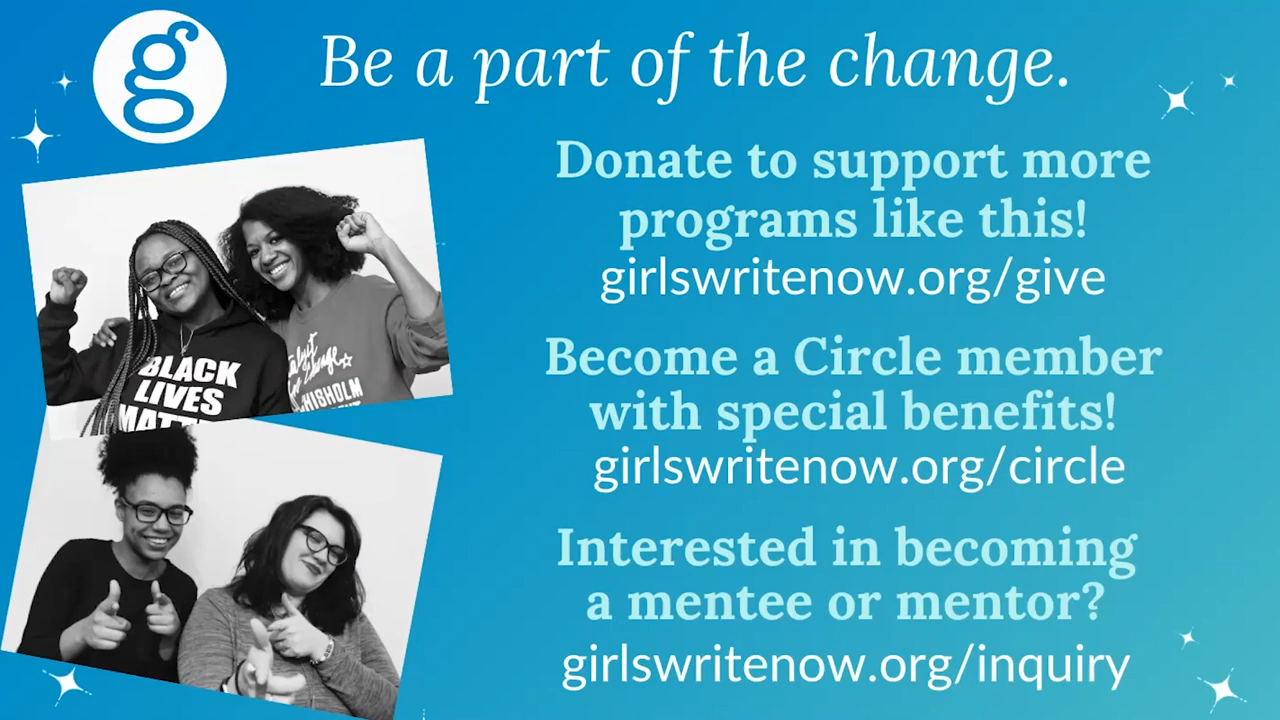 g
Be a part of the change.
Donate to support more
programs like this!
girlswritenow.org/give
Become a Circle member
with special benefits!
girlswritenow.org/circle
Interested in becoming
a mentee or mentor?
girlswritenow.org/inquiry
BLACK
LIVES